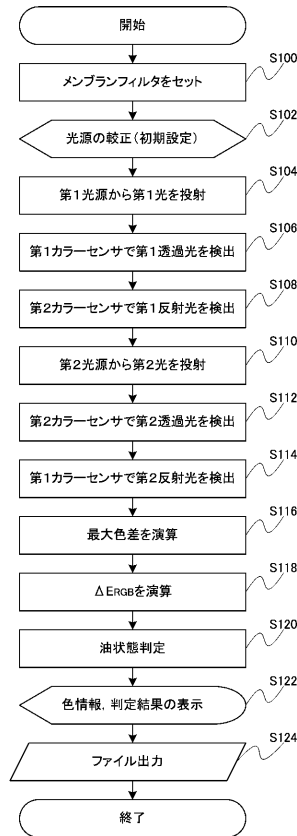 開始
メンブランフィルタをセット
S100
光源の較正(初期設定)
S102
第1光源から第1光を投射
S104
第1カラーセンサで第1透過光を検出
S106
第2カラーセンサで第1反射光を検出
S108
第2光源から第2光を投射
S110
第2カラーセンサで第2透過光を検出
S112
第1カラーセンサで第2反射光を検出
S114
最大色差を演算
S116
ΔERGBを演算
S118
油状態判定
S120
色情報,判定結果の表示
S122
ファイル出力
S124
終了